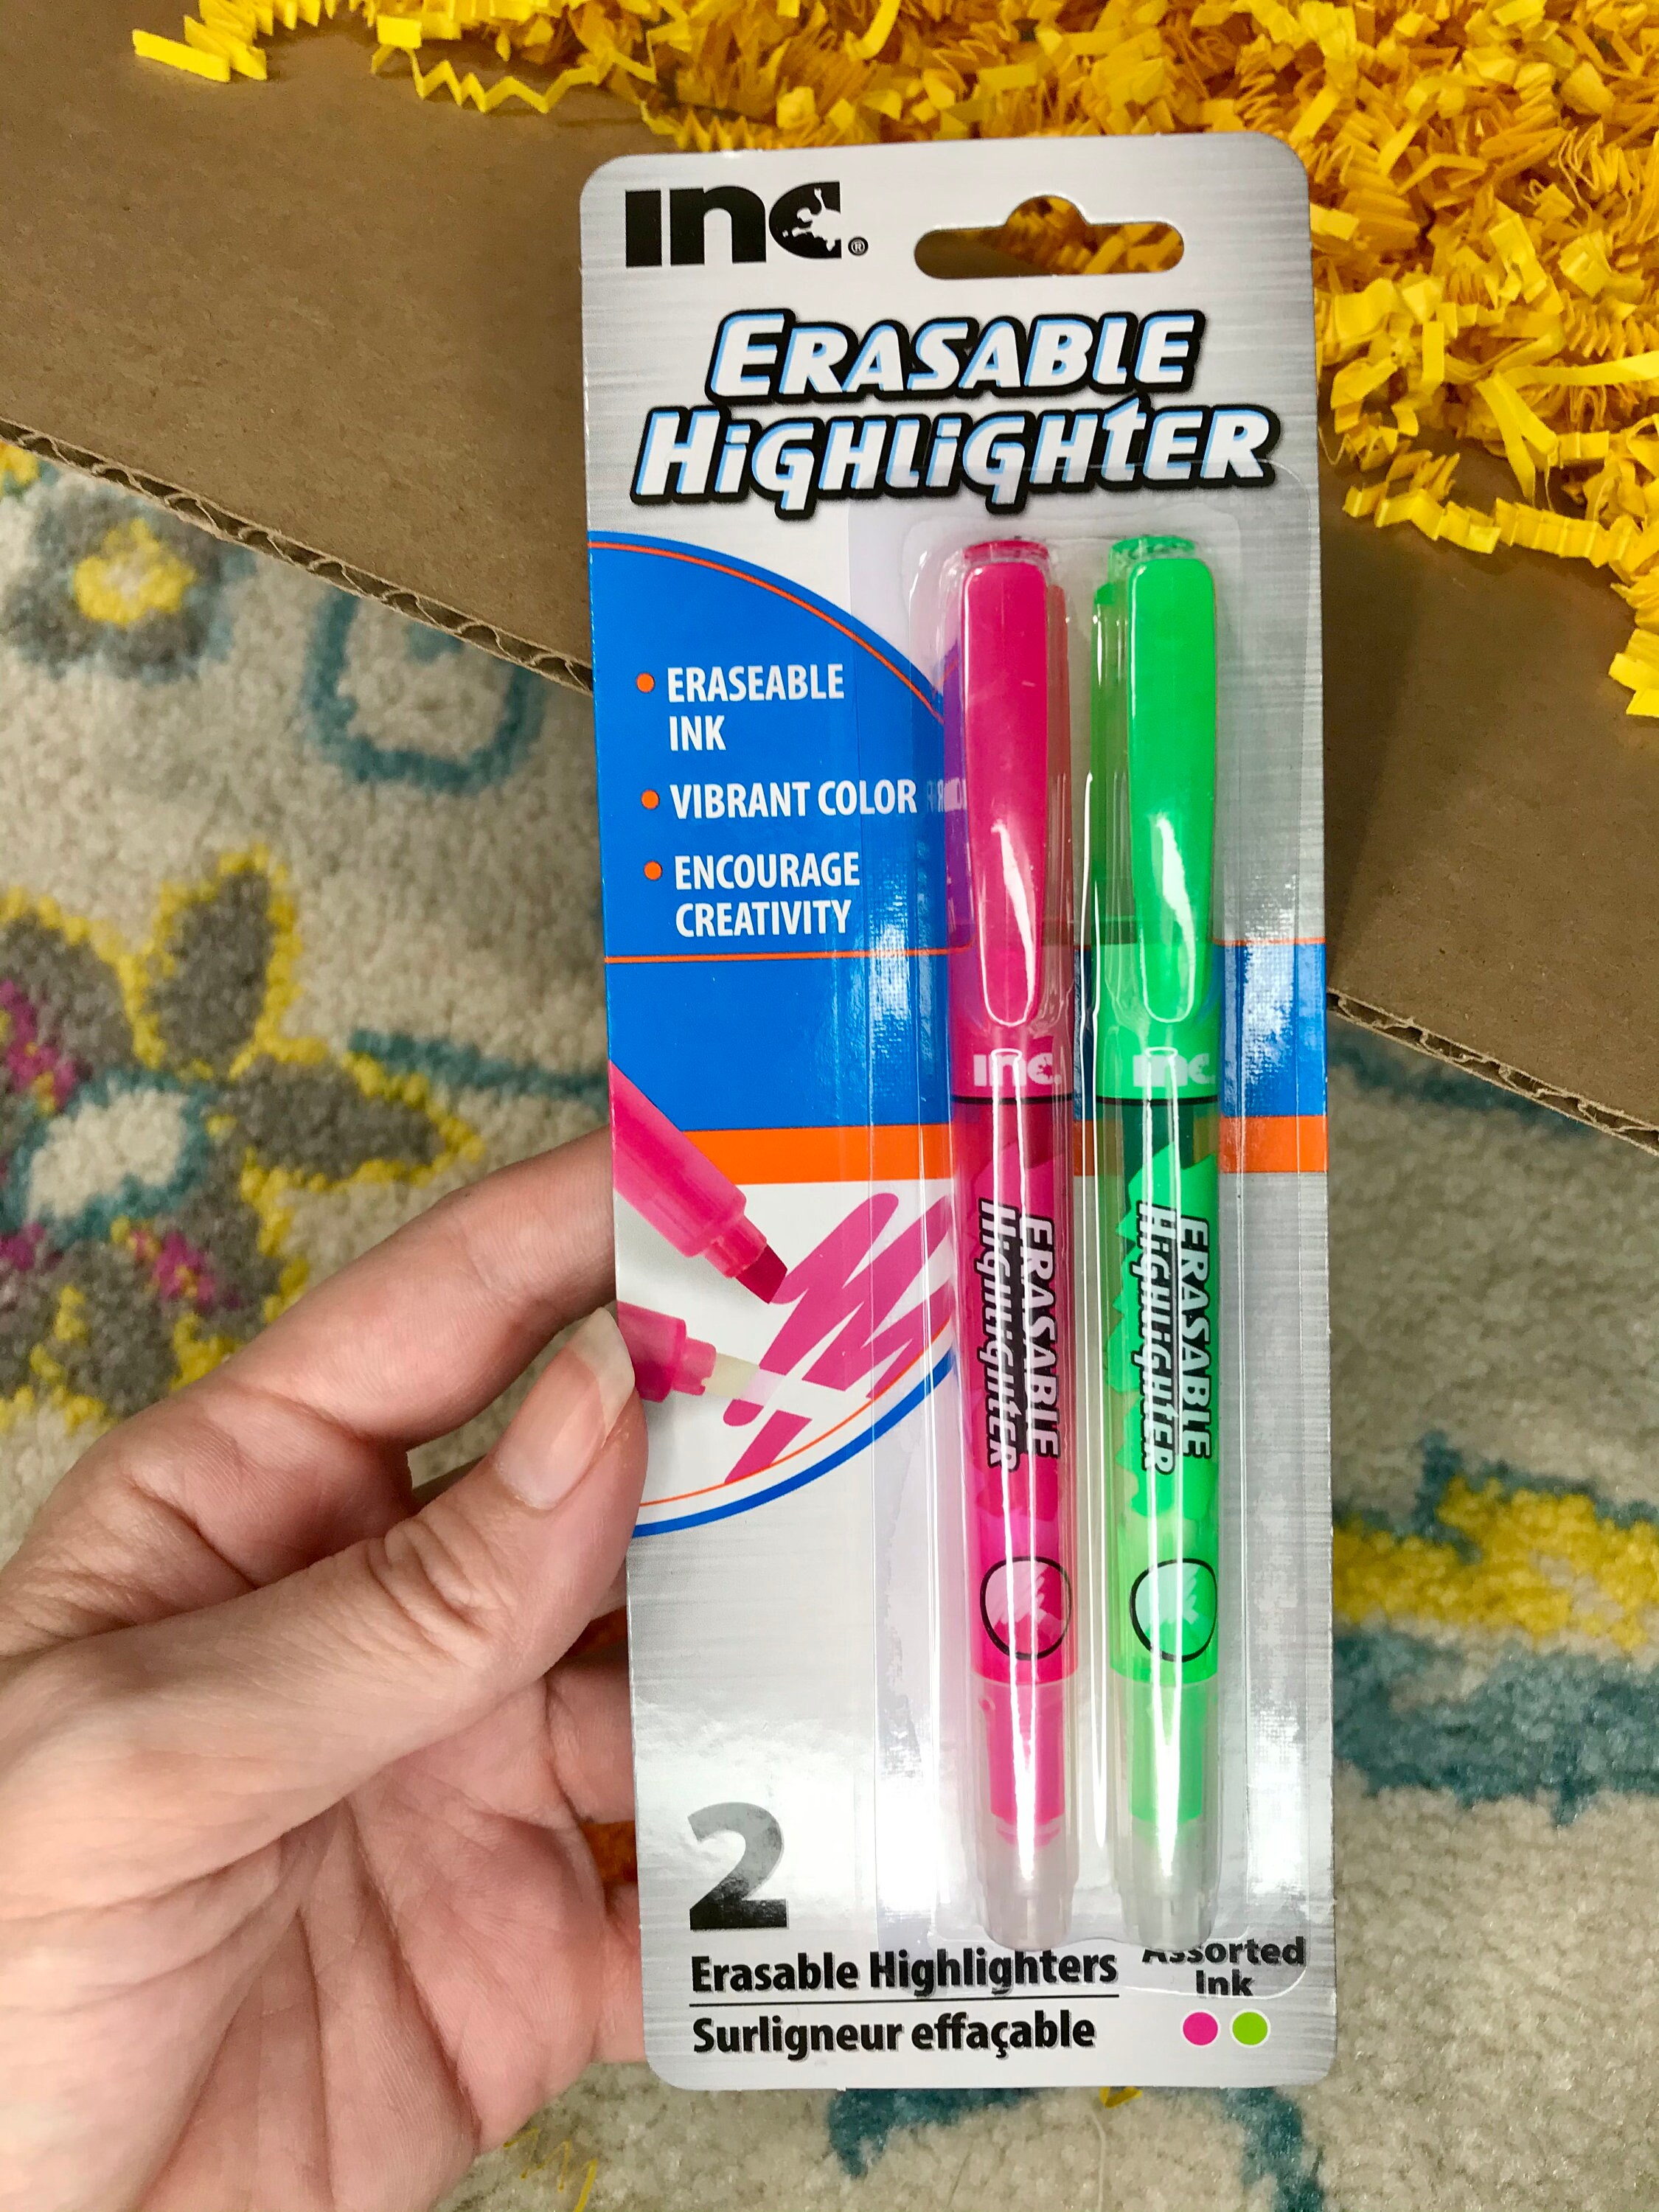 inc.®
ERASABLE
HiGHLiGHtER
• ERASEABLE
INK
• VIBRANT COLOR
• ENCOURAGE
CREATIVITY
inc.
inc.
ERASABLE
HiGHLiGHtER
ERASABLE
HiGHLiGHtER
2
Erasable Highlighters
Surligneur effaçable
Assorted
Ink